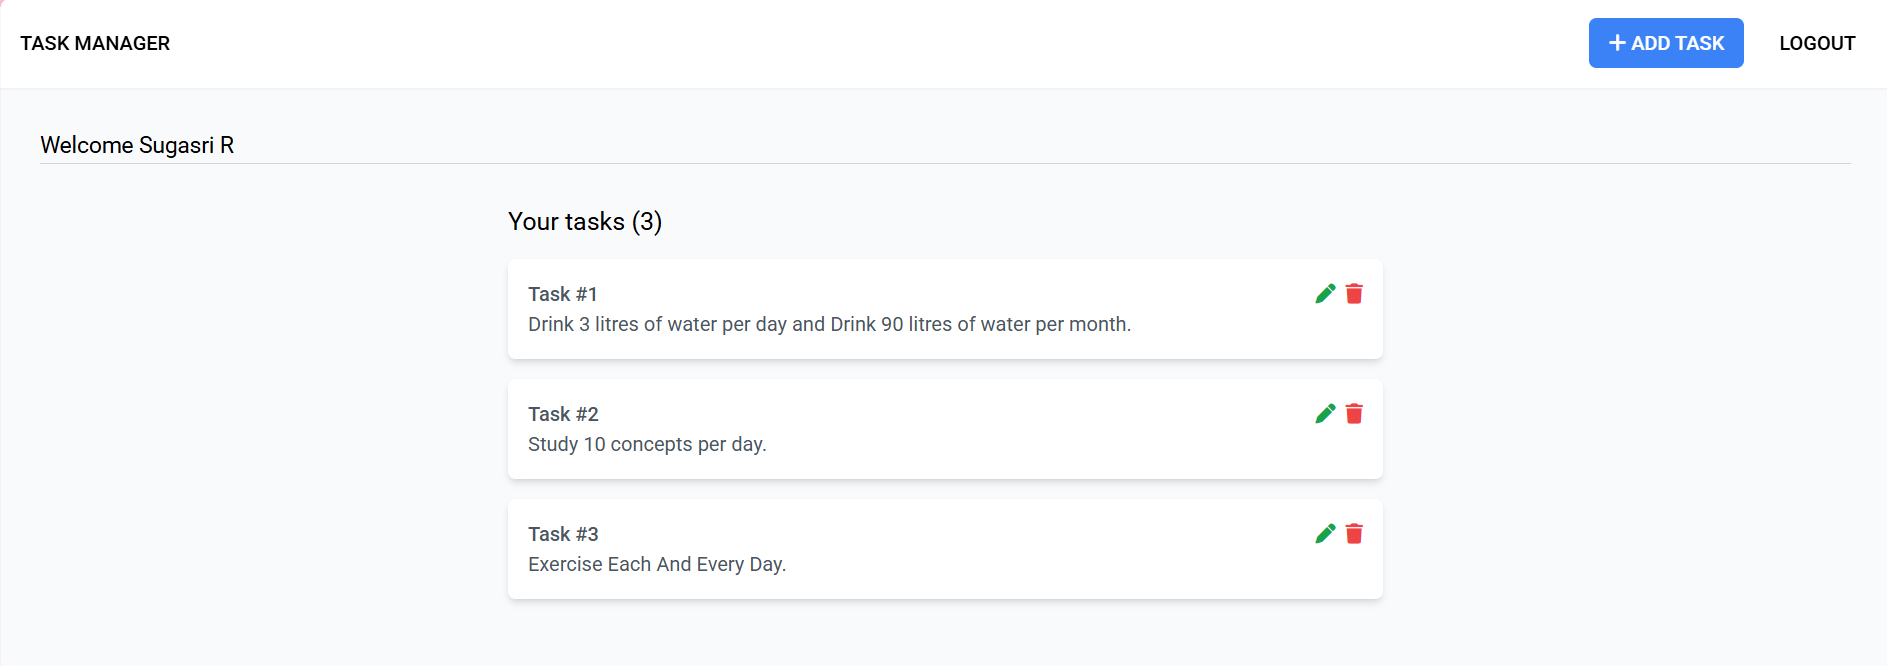 TASK MANAGER
+ ADD TASK
LOGOUT
Welcome Sugasri R
Your tasks (3)
Task #1
Drink 3 litres of water per day and Drink 90 litres of water per month.
Task #2
Study 10 concepts per day.
Task #3
Exercise Each And Every Day.